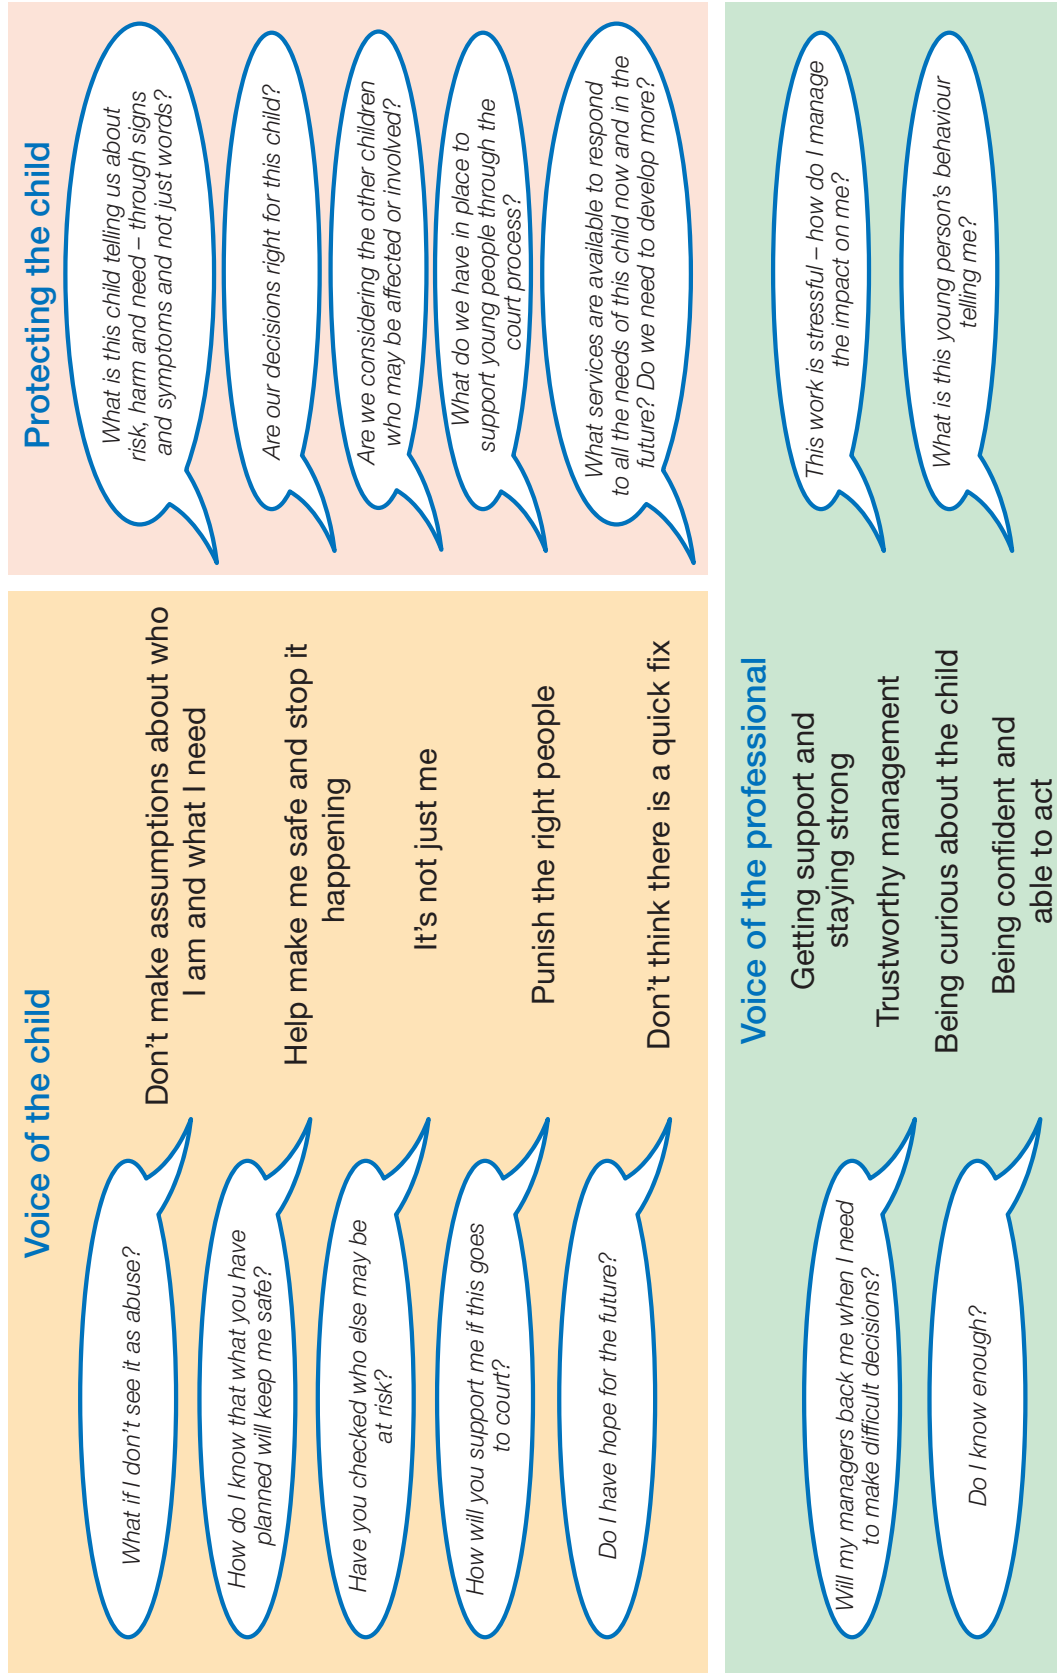 Voice of the child
What if I don't see it as abuse?
Don't make assumptions about who
I am and what I need
How do I know that what you have
planned will keep me safe?
Help make me safe and stop it
happening
Have you checked who else may be
at risk?
It's not just me
How will you support me if this goes
to court?
Punish the right people
Do I have hope for the future?
Don't think there is a quick fix
Protecting the child
What is this child telling us about
risk, harm and need – through signs
and symptoms and not just words?
Are our decisions right for this child?
Are we considering the other children
who may be affected or involved?
What do we have in place to
support young people through the
court process?
What services are available to respond
to all the needs of this child now and in the
future? Do we need to develop more?
Voice of the professional
Will my managers back me when I need
to make difficult decisions?
Do I know enough?
Getting support and
staying strong
Trustworthy management
Being curious about the child
Being confident and
able to act
This work is stressful – how do I manage
the impact on me?
What is this young person's behaviour
telling me?